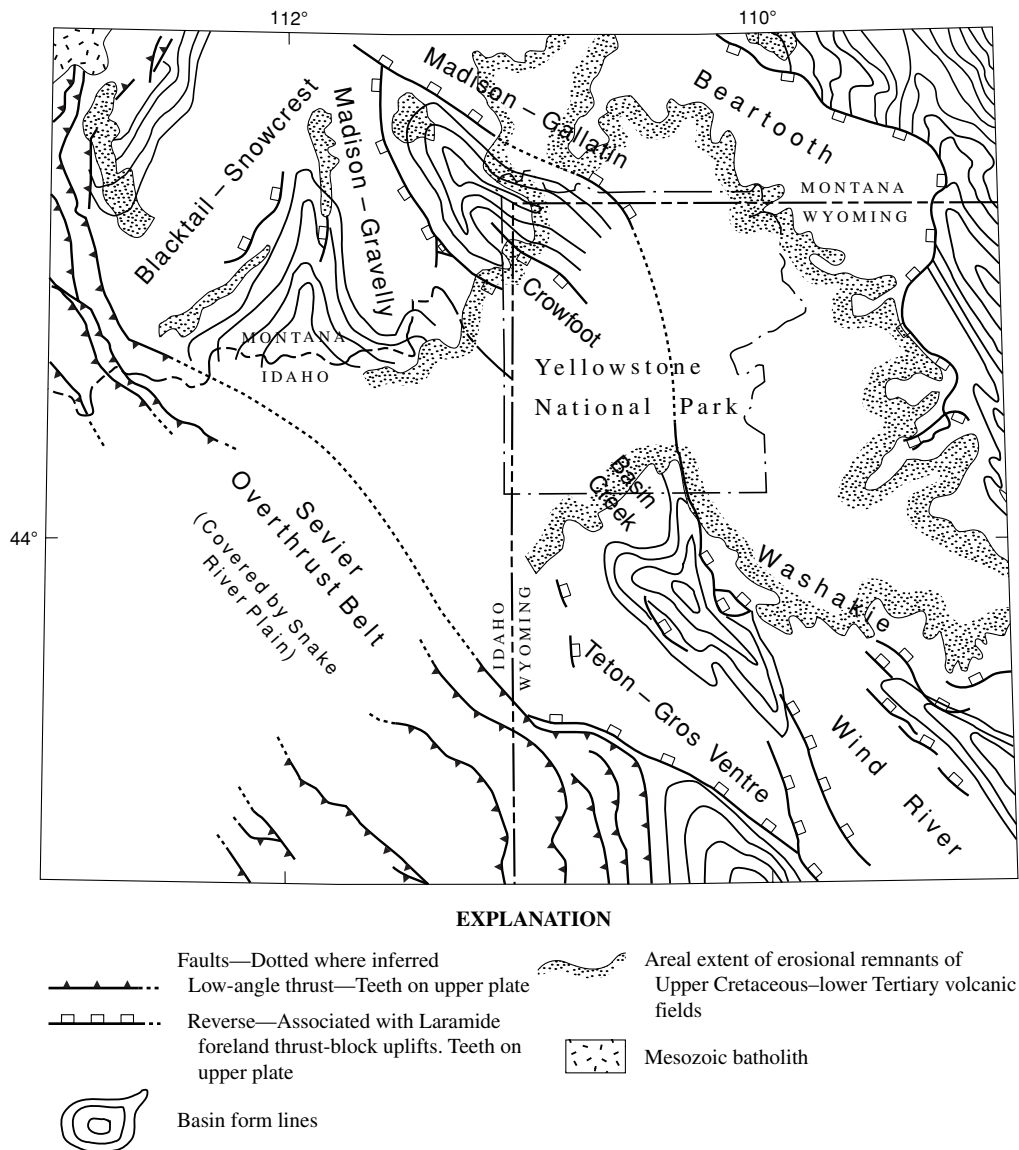 112°
110°
Madison – Gallatin
Beartooth
Blacktail – Snowcrest
Madison – Gravelly
MONTANA
WYOMING
Crowfoot
MONTANA
IDAHO
Yellowstone
National Park
Basin
Creek
44°
Sevier
Overthrust Belt
(Covered by Snake
River Plain)
Washakie
IDAHO
WYOMING
Teton – Gros Ventre
Wind River
EXPLANATION
Faults—Dotted where inferred
Low-angle thrust—Teeth on upper plate
Reverse—Associated with Laramide
foreland thrust-block uplifts. Teeth on
upper plate
Basin form lines
Areal extent of erosional remnants of
Upper Cretaceous–lower Tertiary volcanic
fields
Mesozoic batholith